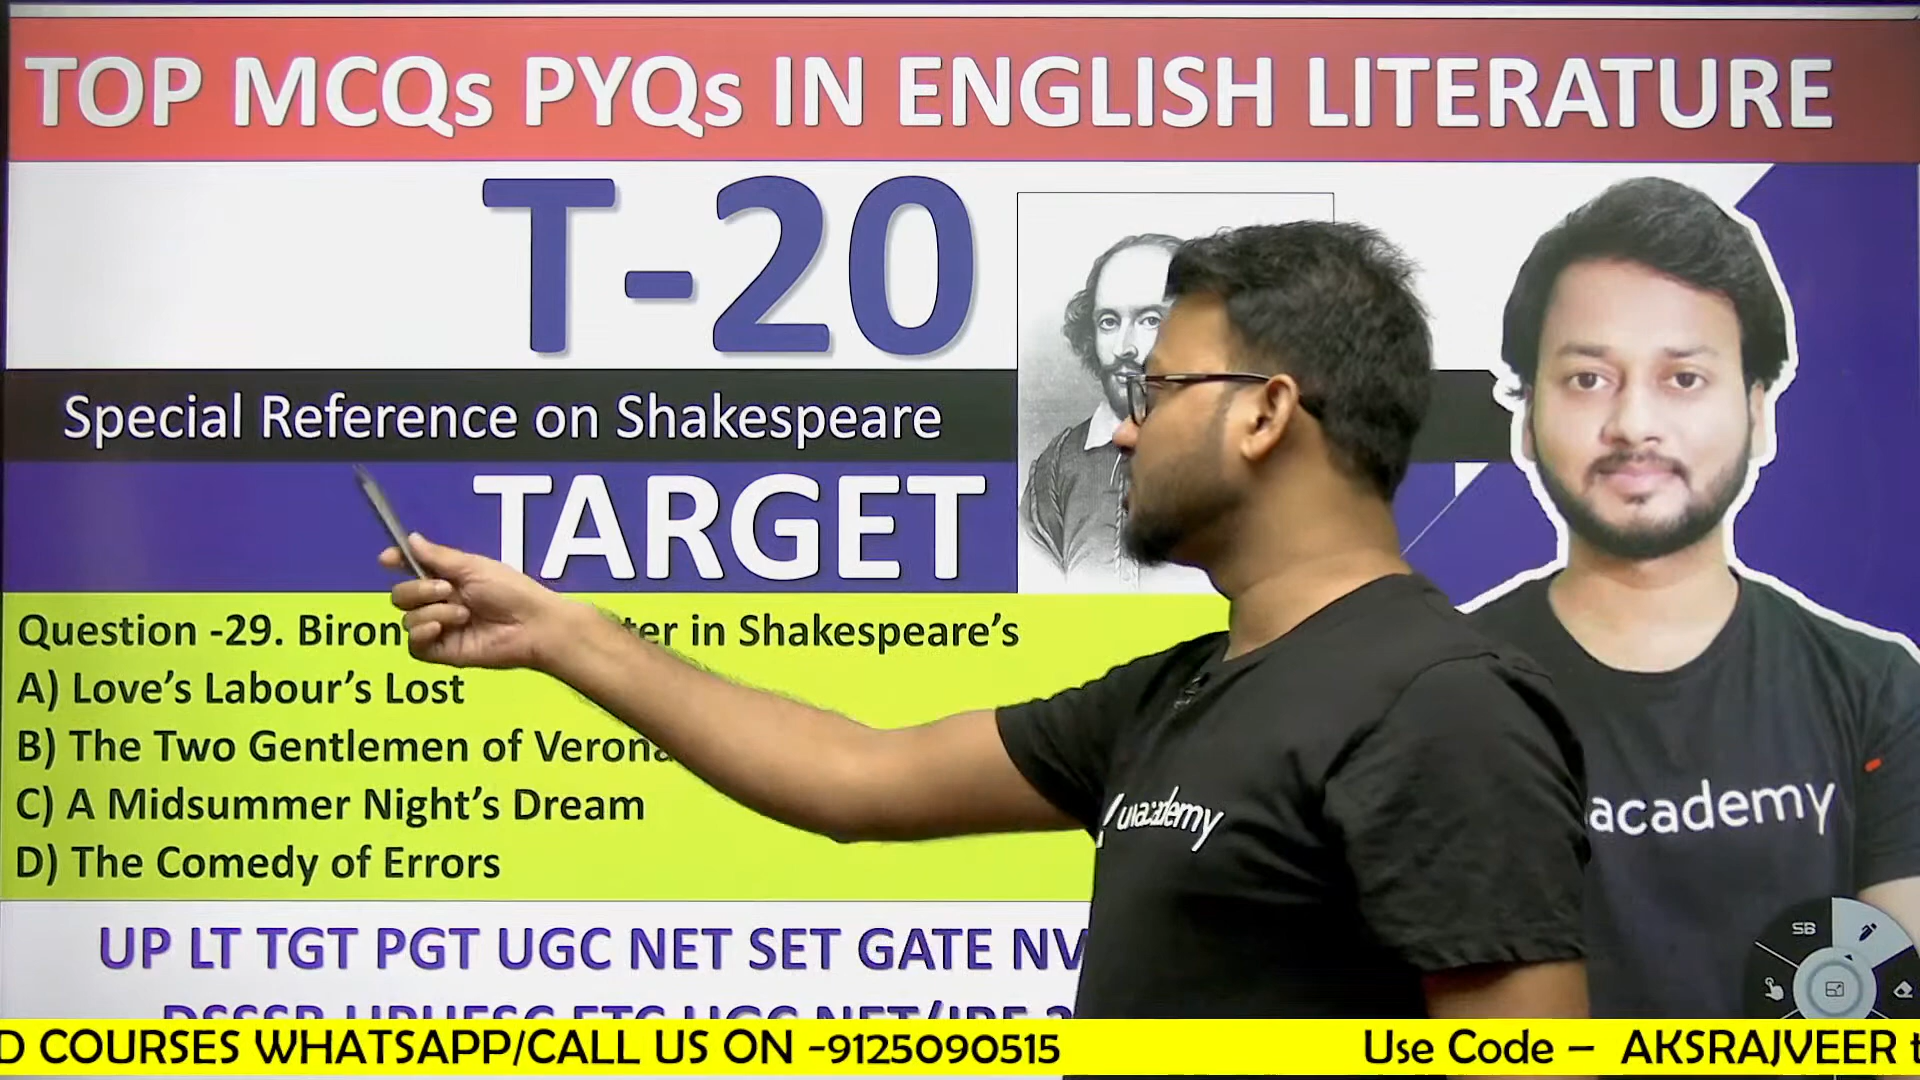 TOP MCQs PYQs IN ENGLISH LITERATURE
T-20
Special Reference on Shakespeare
TARGET
Question -29. Biron in Shakespeare’s
A) Love’s Labour’s Lost
B) The Two Gentlemen of Verona
C) A Midsummer Night’s Dream
D) The Comedy of Errors
unacademy
academy
SB
UP LT TGT PGT UGC NET SET GATE NV
D COURSES WHATSAPP/CALL US ON -9125090515
Use Code – AKSRAJVEER t